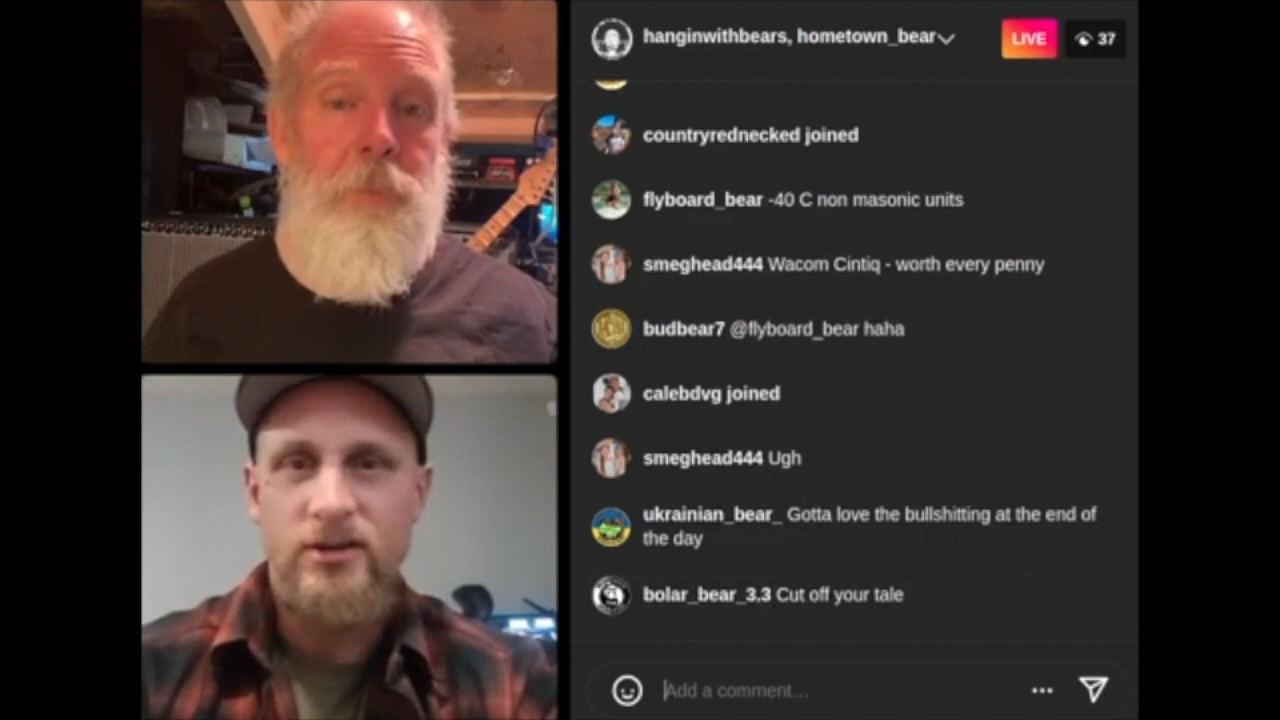 hanginwithbears, hometown_bear
LIVE
37
countryrednecked joined
flyboard_bear -40 C non masonic units
smeghead444 Wacom Cintiq - worth every penny
budbear7 @flyboard_bear haha
calebdvg joined
smeghead444 Ugh
ukrainian_bear_ Gotta love the bullshitting at the end of
the day
bolar_bear_3.3 Cut off your tale
Add a comment...